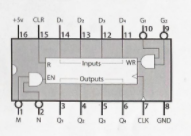 +5v CLR D₁ D₂ D₃ D₄ G₁ G₂
16 15 14 13 12 11 10 9
R Inputs WR
EN Outputs
1 2 3 4 5 6 7 8
M N Q₁ Q₂ Q₃ Q₄ CLK GND